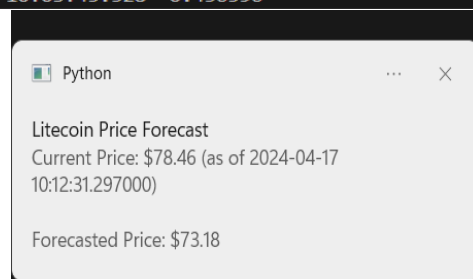 Python
Litecoin Price Forecast
Current Price: $78.46 (as of 2024-04-17
10:12:31.297000)
Forecasted Price: $73.18